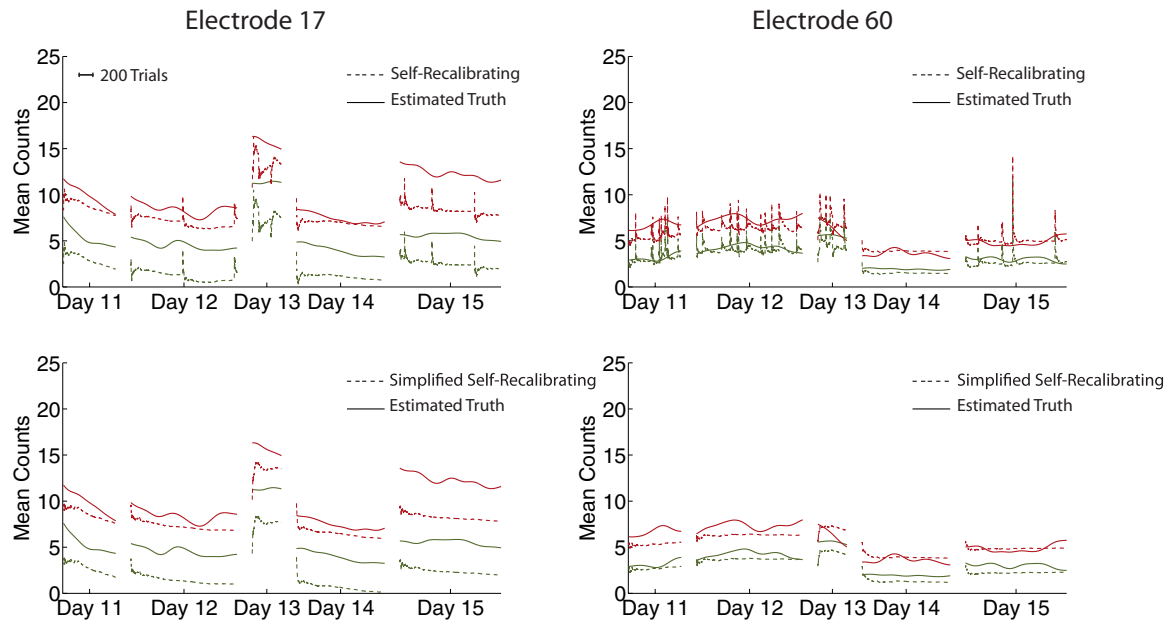 Electrode 17
Electrode 60
25
20
15
10
5
0
Mean Counts
200 Trials
Self-Recalibrating
Estimated Truth
Day 11
Day 12
Day 13
Day 14
Day 15
25
20
15
10
5
0
Mean Counts
Self-Recalibrating
Estimated Truth
Day 11
Day 12
Day 13
Day 14
Day 15
25
20
15
10
5
0
Mean Counts
Simplified Self-Recalibrating
Estimated Truth
Day 11
Day 12
Day 13
Day 14
Day 15
25
20
15
10
5
0
Mean Counts
Simplified Self-Recalibrating
Estimated Truth
Day 11
Day 12
Day 13
Day 14
Day 15